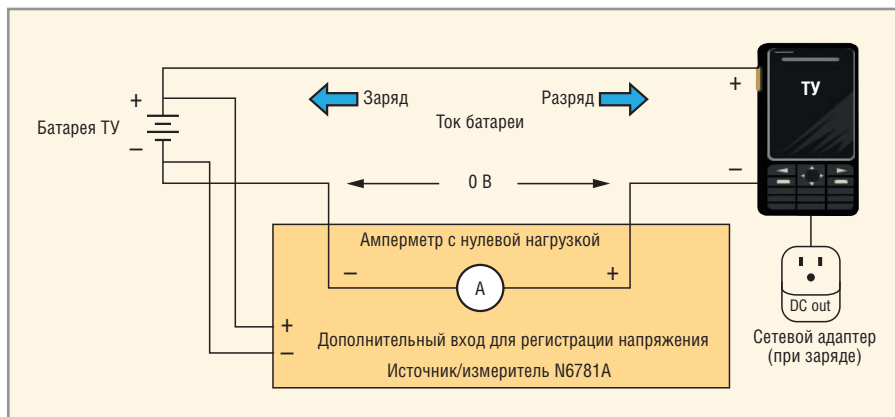 ТУ
+
Заряд
Разряд
+
Батарея ТУ
Ток батареи
−
−
0 В
Амперметр с нулевой нагрузкой
−
+
А
DC out
+
Дополнительный вход для регистрации напряжения
−
Сетевой адаптер
(при заряде)
Источник/измеритель N6781A